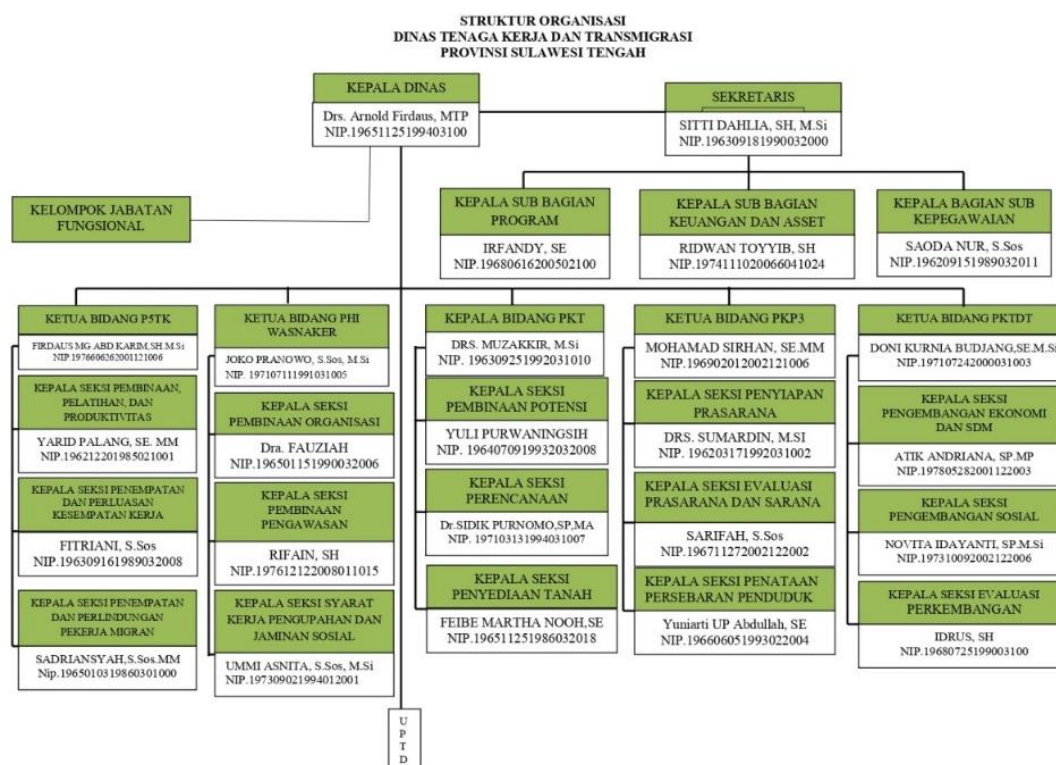 STRUKTUR ORGANISASI
DINAS TENAGA KERJA DAN TRANSMIGRASI
PROVINSI SULAWESI TENGAH
KEPALA DINAS
Drs. Arnold Firdaus, MTP
NIP.19651125199403100
SEKRETARIS
SITTI DAHLIA, SH, M.Si
NIP.196309181990032000
KELOMPOK JABATAN
FUNGSIONAL
KEPALA SUB BAGIAN
PROGRAM
IRFANDY, SE
NIP.19680616200502100
KEPALA SUB BAGIAN
KEUANGAN DAN ASSET
RIDWAN TOYYIB, SH
NIP.1974111020066041024
KEPALA BAGIAN SUB
KEPEGAWAIAN
SAODA NUR, S.Sos
NIP.196209151989032011
KETUA BIDANG P5TK
FIRDAUS MG.ABD.KARIM,SH.M.Si
NIP.1976606262001121006
KEPALA SEKSI PEMBINAAN,
PELATIHAN, DAN
PRODUKTIVITAS
YARID PALANG, SE. MM
NIP.196212201985021001
KEPALA SEKSI PENEMPATAN
DAN PERLUASAN
KESEMPATAN KERJA
FITRIANI, S.Sos
NIP.196309161989032008
KEPALA SEKSI PENEMPATAN
DAN PERLINDUNGAN
PEKERJA MIGRAN
SADRIANSYAH,S.Sos.MM
Nip.1965010319860301000
KETUA BIDANG PHI
WASNAKER
JOKO PRANOWO, S.Sos, M.Si
NIP. 197107111991031005
KEPALA SEKSI
PEMBINAAN ORGANISASI
Dra. FAUZIAH
NIP.196501151990032006
KEPALA SEKSI
PEMBINAAN
PENGAWASAN
RIFAIN, SH
NIP.197612122008011015
KEPALA SEKSI SYARAT
KERJA PENGUPAHAN DAN
JAMINAN SOSIAL
UMMI ASNITA, S.Sos, M.Si
NIP.197309021994012001
KEPALA BIDANG PKT
DRS. MUZAKKIR, M.Si
NIP.196309251992031010
KEPALA SEKSI
PEMBINAAN POTENSI
YULI PURWANINGSIH
NIP.1964070919932032008
KEPALA SEKSI
PERENCANAAN
Dr.SIDIK PURNOMO,SP,MA
NIP. 197103131994031007
KEPALA SEKSI
PENYEDIAAN TANAH
FEIBE MARTHA NOOH,SE
NIP.196511251986032018
KETUA BIDANG PKP3
MOHAMAD SIRHAN, SE.MM
NIP.196902012002121006
KEPALA SEKSI PENYIAPAN
PRASARANA
DRS. SUMARDIN, M.SI
NIP.196203171992031002
KEPALA SEKSI EVALUASI
PRASARANA DAN SARANA
SARIFAH, S.Sos
NIP.196711272002122002
KEPALA SEKSI PENATAAN
PERSEBARAN PENDUDUK
Yuniarti UP Abdullah, SE
NIP.196606051993022004
KETUA BIDANG PKTDT
DONI KURNIA BUDJANG,SE.M.Si
NIP.197107242000031003
KEPALA SEKSI
PENGEMBANGAN EKONOMI
DAN SDM
ATIK ANDRIANA, SP.MP
NIP.197805282001122003
KEPALA SEKSI
PENGEMBANGAN SOSIAL
NOVITA IDAYANTI, SP.M.Si
NIP.197310092002122006
KEPALA SEKSI EVALUASI
PERKEMBANGAN
IDRUS, SH
NIP.19680725199003100
U
P
T
D